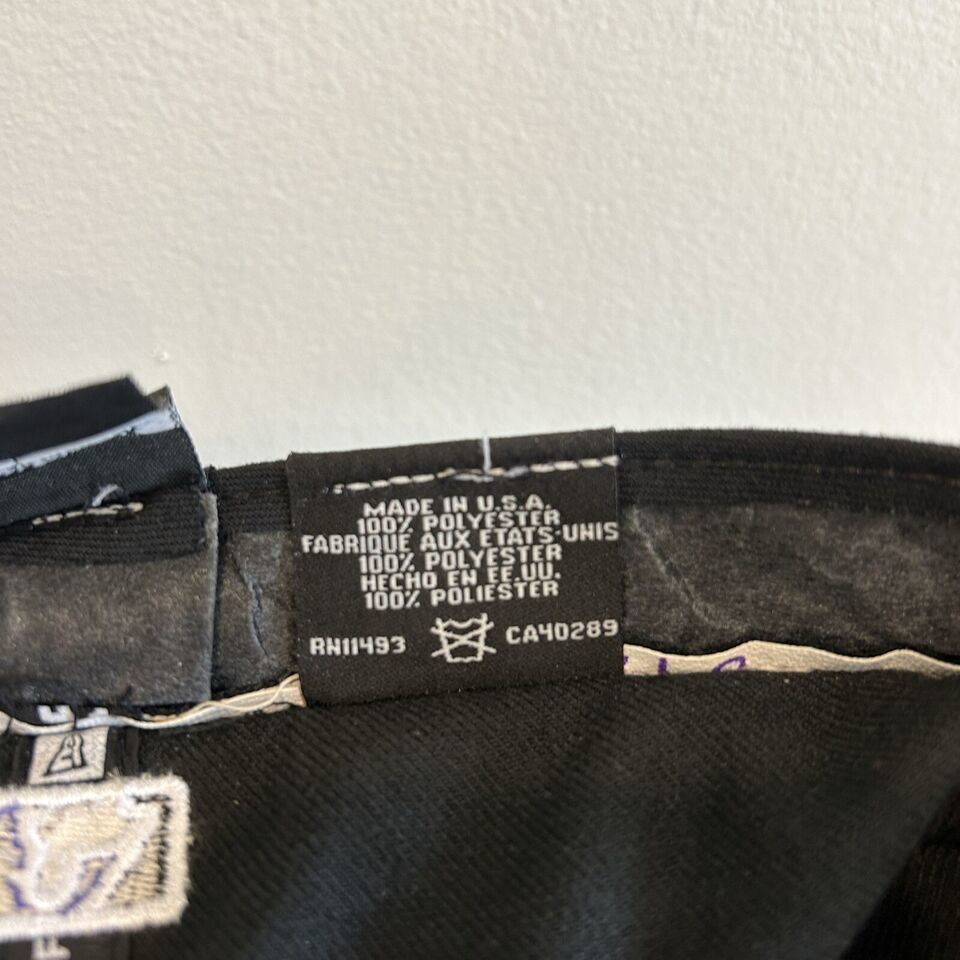 MADE IN U.S.A.
100% POLYESTER
FABRIQUE AUX ETATS-UNIS
100% POLYESTER
HECHO EN EE.UU.
100% POLIESTER
RN11493 CA40289